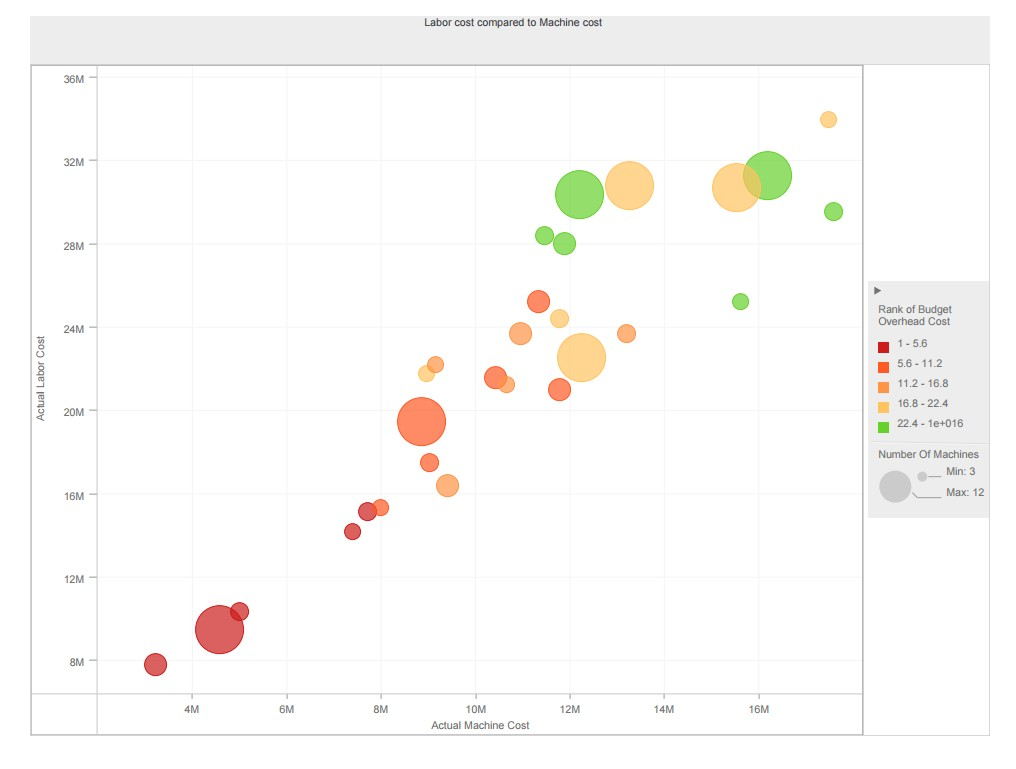 Labor cost compared to Machine cost
36M
32M
28M
24M
20M
16M
12M
8M
Actual Labor Cost
4M 6M 8M 10M 12M 14M 16M
Actual Machine Cost
Rank of Budget
Overhead Cost
1 - 5.6
5.6 - 11.2
11.2 - 16.8
16.8 - 22.4
22.4 - 1e+016
Number Of Machines
Min: 3
Max: 12